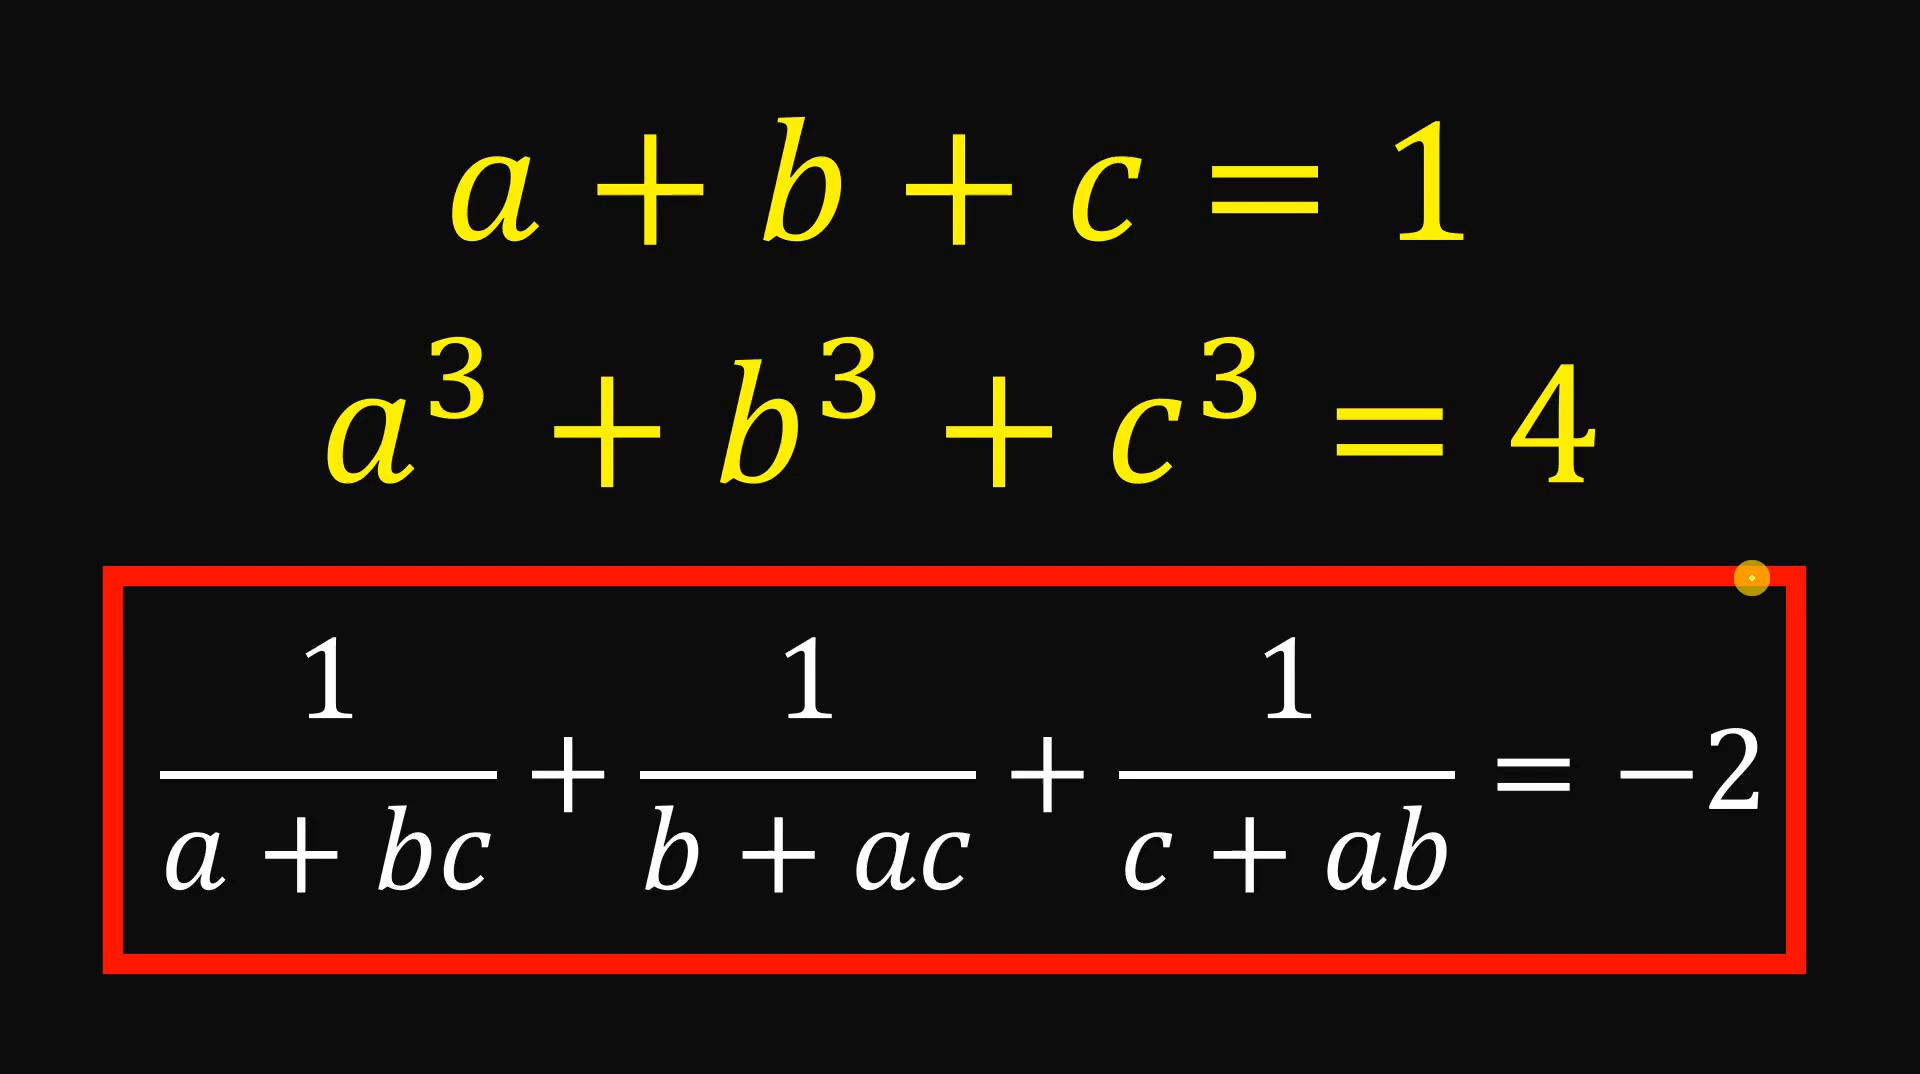 a + b + c = 1
a³ + b³ + c³ = 4
1/(a + bc) + 1/(b + ac) + 1/(c + ab) = −2